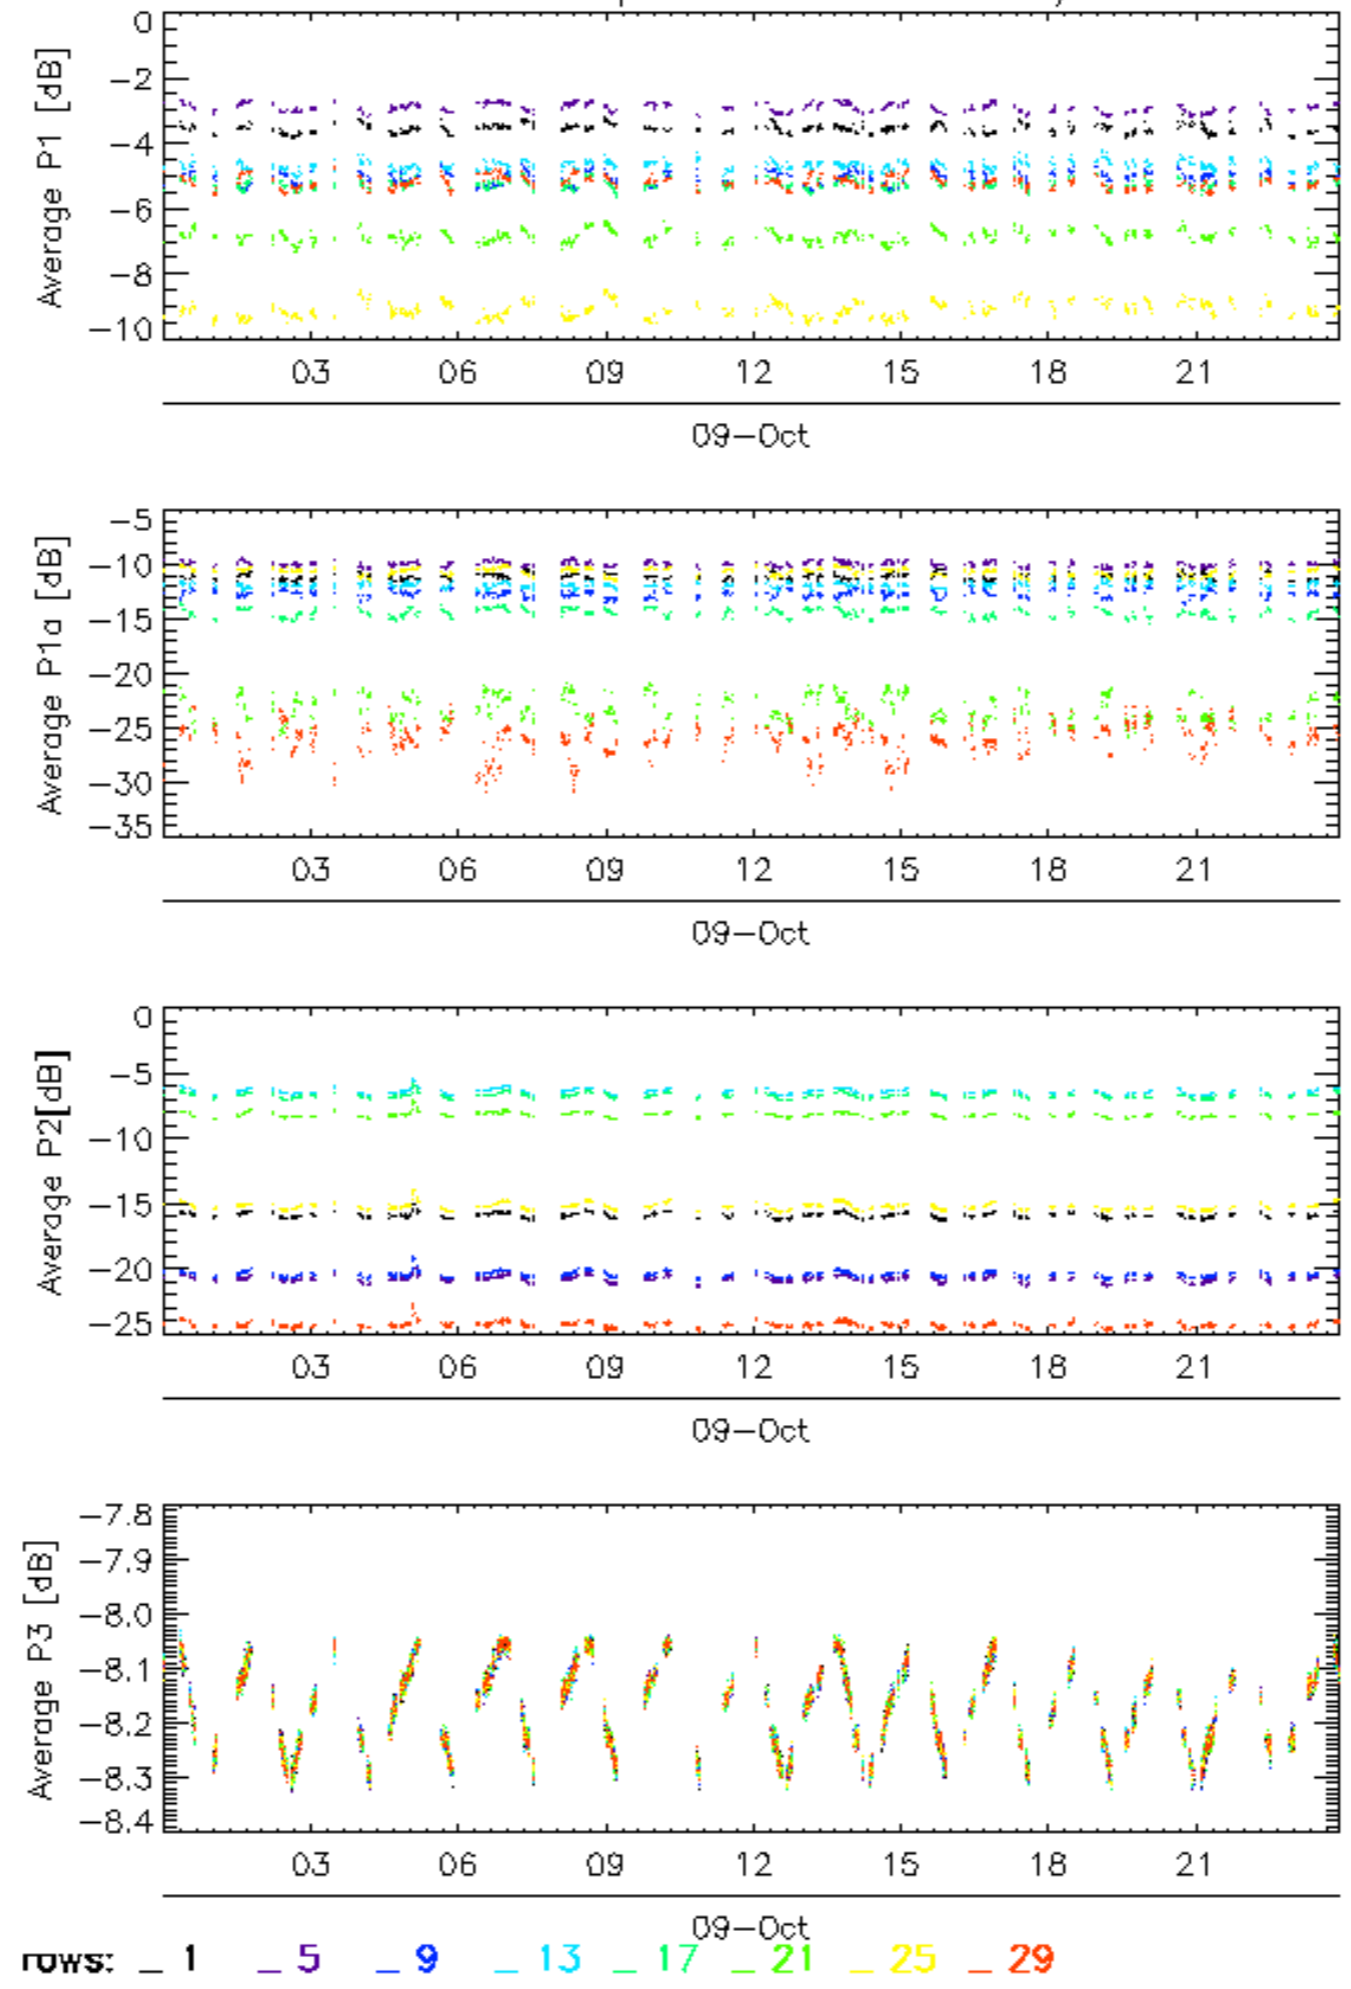 0
Average P1 [dB]
−2
−4
−6
−8
−10
03 06 09 12 15 18 21
09−Oct
−5
Average P1a [dB]
−10
−15
−20
−25
−30
−35
03 06 09 12 15 18 21
09−Oct
0
Average P2[dB]
−5
−10
−15
−20
−25
03 06 09 12 15 18 21
09−Oct
−7.8
Average P3 [dB]
−7.9
−8.0
−8.1
−8.2
−8.3
−8.4
03 06 09 12 15 18 21
09−Oct
rows: _ 1 _ 5 _ 9 _ 13 _ 17 _ 21 _ 25 _ 29